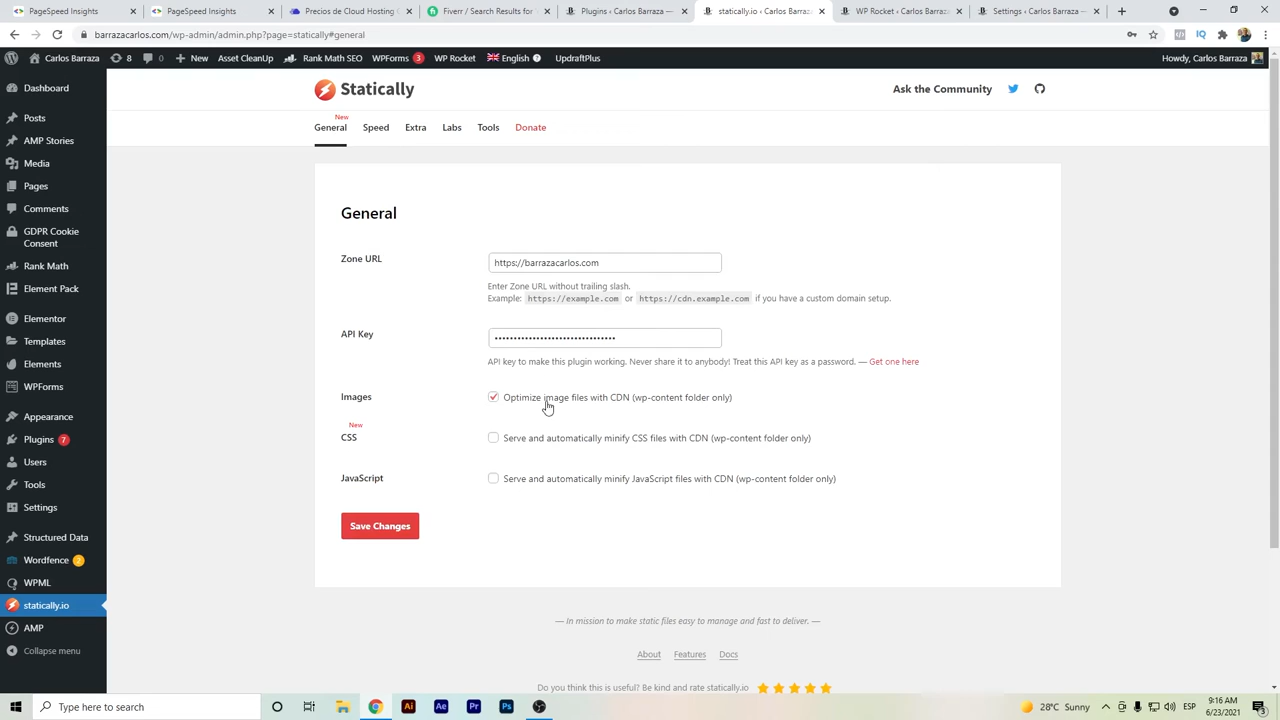 PageSpeed Insights
PageSpeed Insights
General
Error / Search Results fo
Plugins ‹ Carlos Barraza
statically.io ‹ Carlos Barraza
WP Rocket ‹ Carlos Barraza
Settings ‹ Carlos Barraza
barrazacarlos.com/wp-admin/admin.php?page=statically#general
Carlos Barraza
8
0
New
Asset CleanUp
Rank Math SEO
WPForms 3
WP Rocket
English
UpdraftPlus
Howdy, Carlos Barraza
Dashboard
Posts
AMP Stories
Media
Pages
Comments
GDPR Cookie
Consent
Rank Math
Element Pack
Elementor
Templates
Elements
WPForms
Appearance
Plugins 7
Users
Tools
Settings
Structured Data
Wordfence 2
WPML
statically.io
AMP
Collapse menu
Statically
Ask the Community
New
General Speed Extra Labs Tools Donate
General
Zone URL
https://barrazacarlos.com
Enter Zone URL without trailing slash.
Example: https://example.com or https://cdn.example.com if you have a custom domain setup.
API Key
API key to make this plugin working. Never share it to anybody! Treat this API key as a password. — Get one here
Images
Optimize image files with CDN (wp-content folder only)
New
CSS
Serve and automatically minify CSS files with CDN (wp-content folder only)
JavaScript
Serve and automatically minify JavaScript files with CDN (wp-content folder only)
Save Changes
— In mission to make static files easy to manage and fast to deliver. —
About Features Docs
Do you think this is useful? Be kind and rate statically.io
Type here to search
Ai
Ae
Pr
Ps
28°C Sunny
ESP
9:16 AM
6/23/2021
3